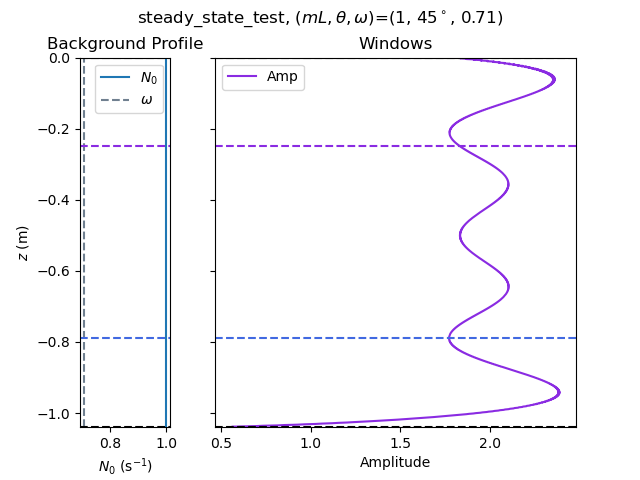 steady_state_test, (mL, θ, ω)=(1, 45°, 0.71)
Background Profile
Windows
N₀
ω
Amp
0.0
−0.2
−0.4
−0.6
−0.8
−1.0
z (m)
0.8 1.0
0.5 1.0 1.5 2.0
N₀ (s⁻¹)
Amplitude